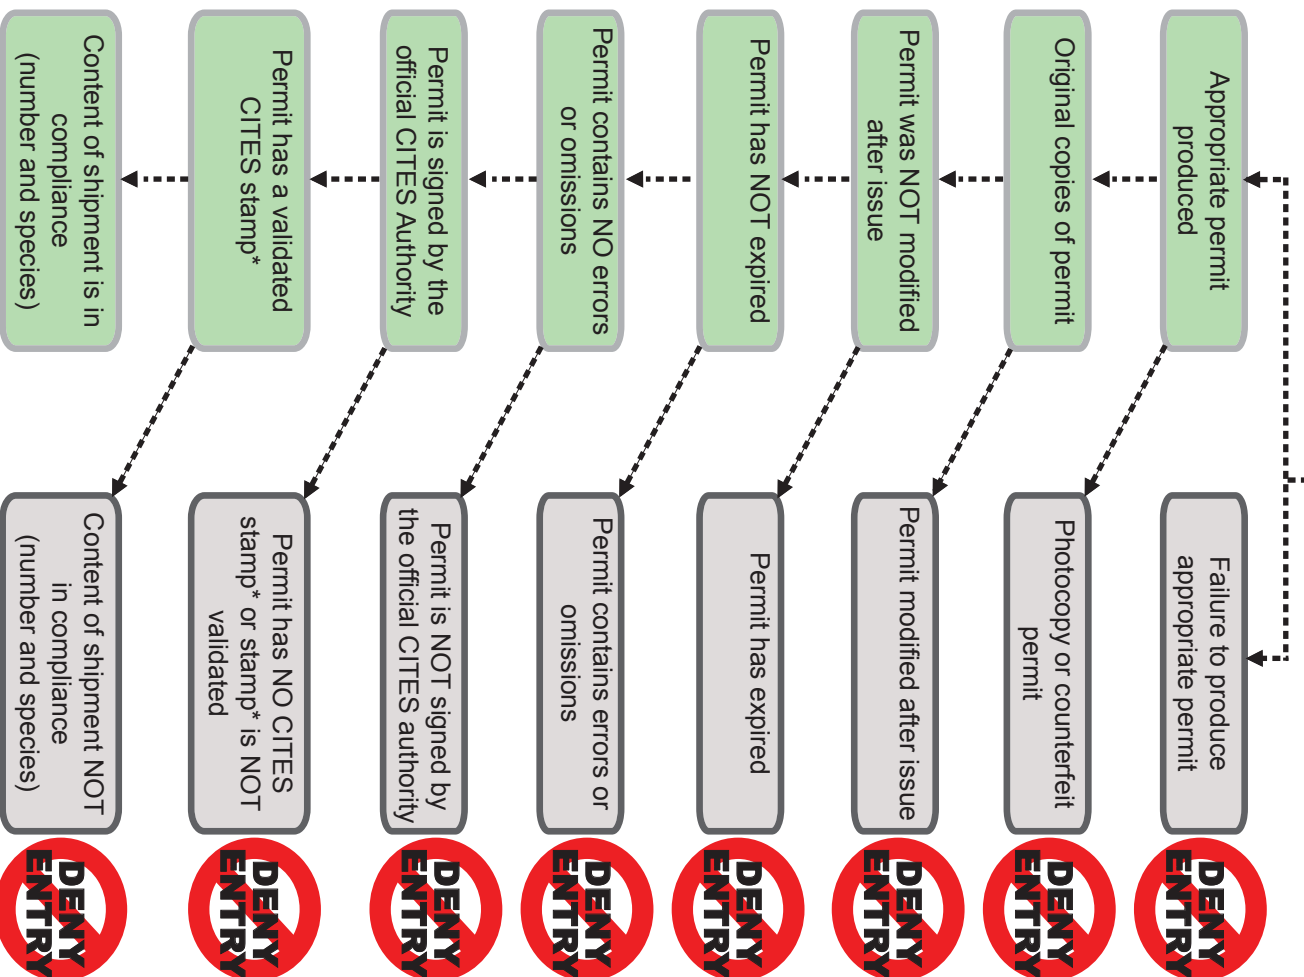 Appropriate permit
produced
Failure to produce
appropriate permit
DENY
ENTRY
Original copies of permit
Photocopy or counterfeit
permit
DENY
ENTRY
Permit was NOT modified
after issue
Permit modified after issue
DENY
ENTRY
Permit has NOT expired
Permit has expired
DENY
ENTRY
Permit contains NO errors
or omissions
Permit contains errors or
omissions
DENY
ENTRY
Permit is signed by the
official CITES Authority
Permit is NOT signed by
the official CITES authority
DENY
ENTRY
Permit has a validated
CITES stamp*
Permit has NO CITES
stamp* or stamp* is NOT
validated
DENY
ENTRY
Content of shipment is in
compliance
(number and species)
Content of shipment NOT
in compliance
(number and species)
DENY
ENTRY